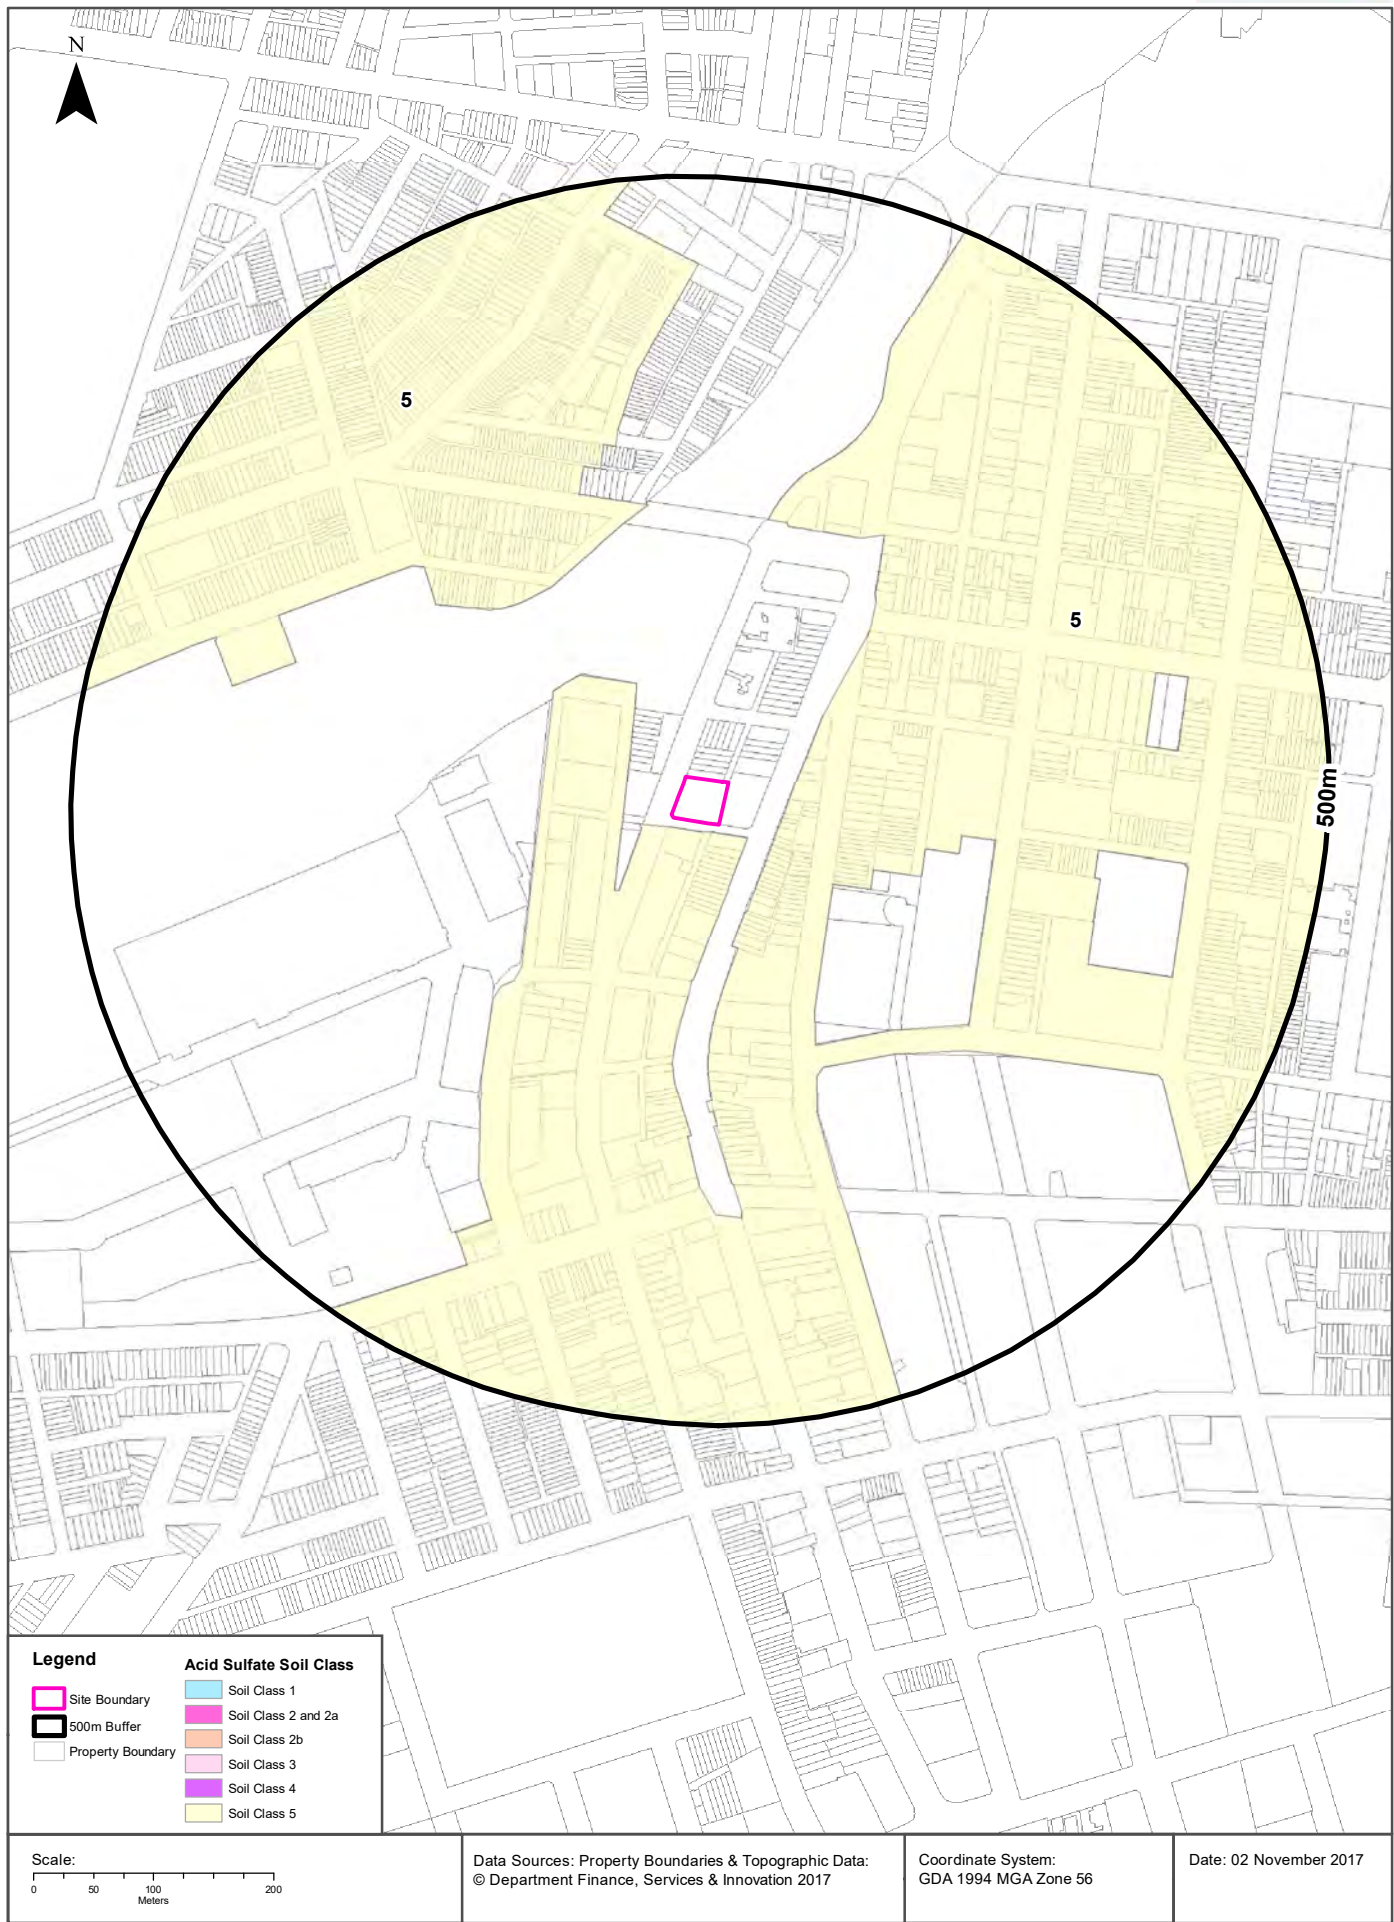 N
5
5
500m
Legend
Site Boundary
500m Buffer
Property Boundary
Acid Sulfate Soil Class
Soil Class 1
Soil Class 2 and 2a
Soil Class 2b
Soil Class 3
Soil Class 4
Soil Class 5
Scale:
0 50 100 200
Meters
Data Sources: Property Boundaries & Topographic Data:
© Department Finance, Services & Innovation 2017
Coordinate System:
GDA 1994 MGA Zone 56
Date: 02 November 2017